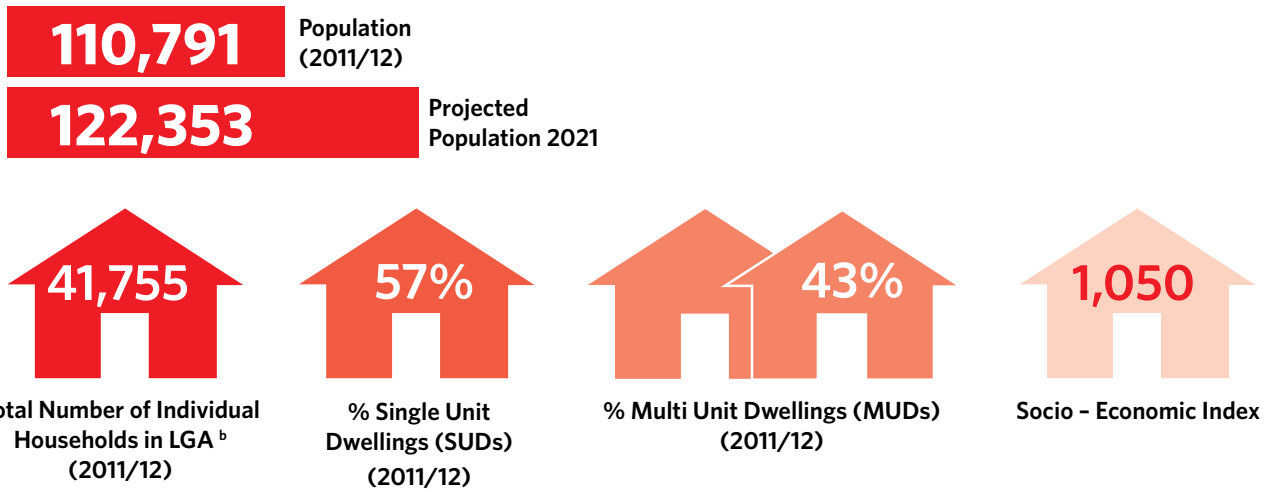 110,791
Population
(2011/12)
122,353
Projected
Population 2021
41,755
otal Number of Individual
Households in LGA b
(2011/12)
57%
% Single Unit
Dwellings (SUDs)
(2011/12)
43%
% Multi Unit Dwellings (MUDs)
(2011/12)
1,050
Socio – Economic Index